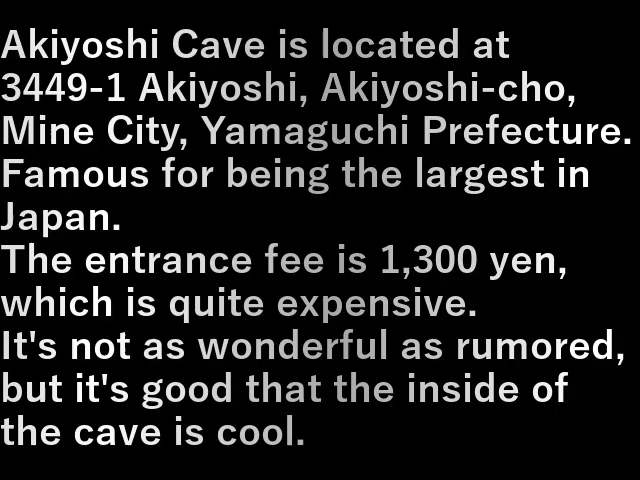 Akiyoshi Cave is located at
3449-1 Akiyoshi, Akiyoshi-cho,
Mine City, Yamaguchi Prefecture.
Famous for being the largest in
Japan.
The entrance fee is 1,300 yen,
which is quite expensive.
It's not as wonderful as rumored,
but it's good that the inside of
the cave is cool.